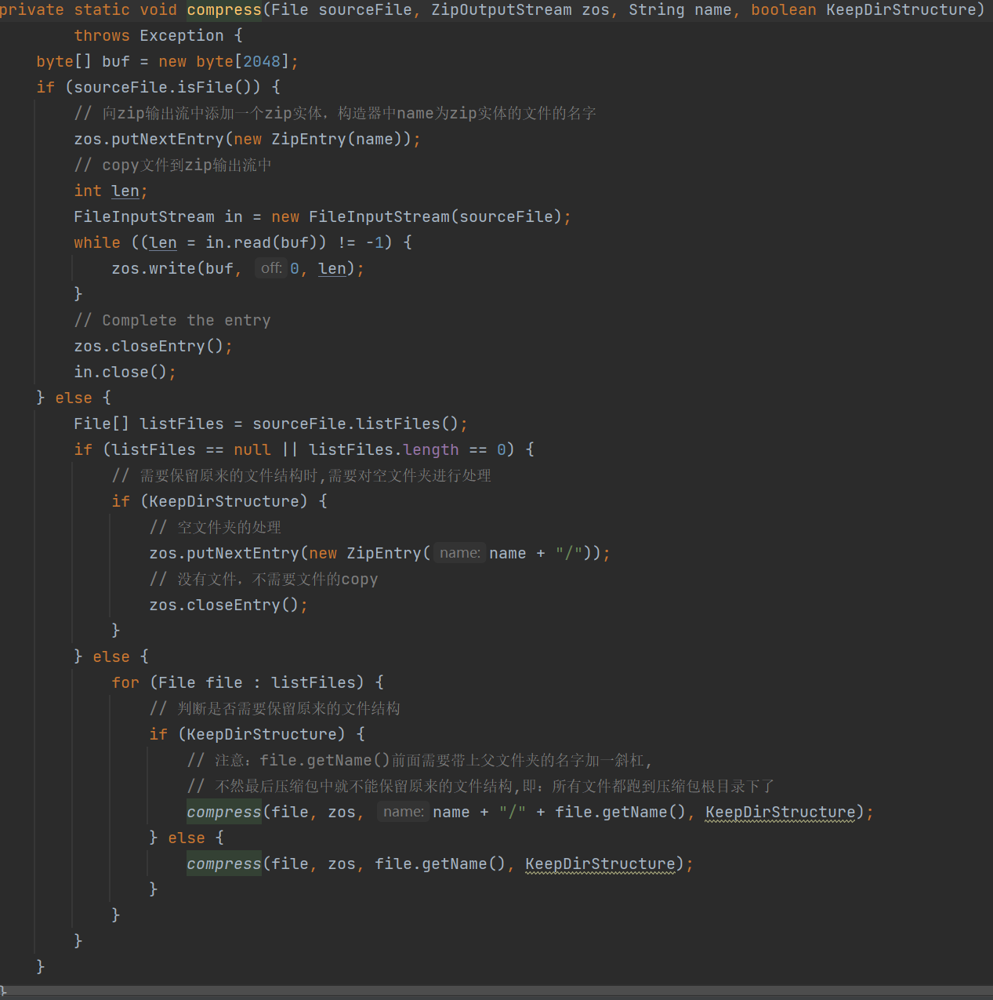 private static void compress(File sourceFile, ZipOutputStream zos, String name, boolean KeepDirStructure)
throws Exception {
byte[] buf = new byte[2048];
if (sourceFile.isFile()) {
// 向zip输出流中添加一个zip实体，构造器中name为zip实体的文件的名字
zos.putNextEntry(new ZipEntry(name));
// copy文件到zip输出流中
int len;
FileInputStream in = new FileInputStream(sourceFile);
while ((len = in.read(buf)) != -1) {
zos.write(buf, off: 0, len);
}
// Complete the entry
zos.closeEntry();
in.close();
} else {
File[] listFiles = sourceFile.listFiles();
if (listFiles == null || listFiles.length == 0) {
// 需要保留原来的文件结构时,需要对空文件夹进行处理
if (KeepDirStructure) {
// 空文件夹的处理
zos.putNextEntry(new ZipEntry( name: name + "/"));
// 没有文件，不需要文件的copy
zos.closeEntry();
}
} else {
for (File file : listFiles) {
// 判断是否需要保留原来的文件结构
if (KeepDirStructure) {
// 注意：file.getName()前面需要带上父文件夹的名字加一斜杠,
// 不然最后压缩包中就不能保留原来的文件结构,即：所有文件都跑到压缩包根目录下了
compress(file, zos, name: name + "/" + file.getName(), KeepDirStructure);
} else {
compress(file, zos, file.getName(), KeepDirStructure);
}
}
}
}
}